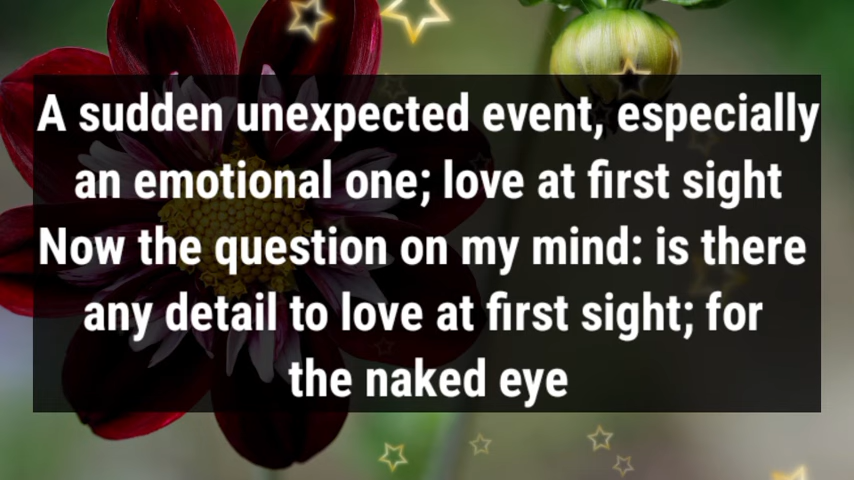 A sudden unexpected event, especially
an emotional one; love at first sight
Now the question on my mind: is there
any detail to love at first sight; for
the naked eye